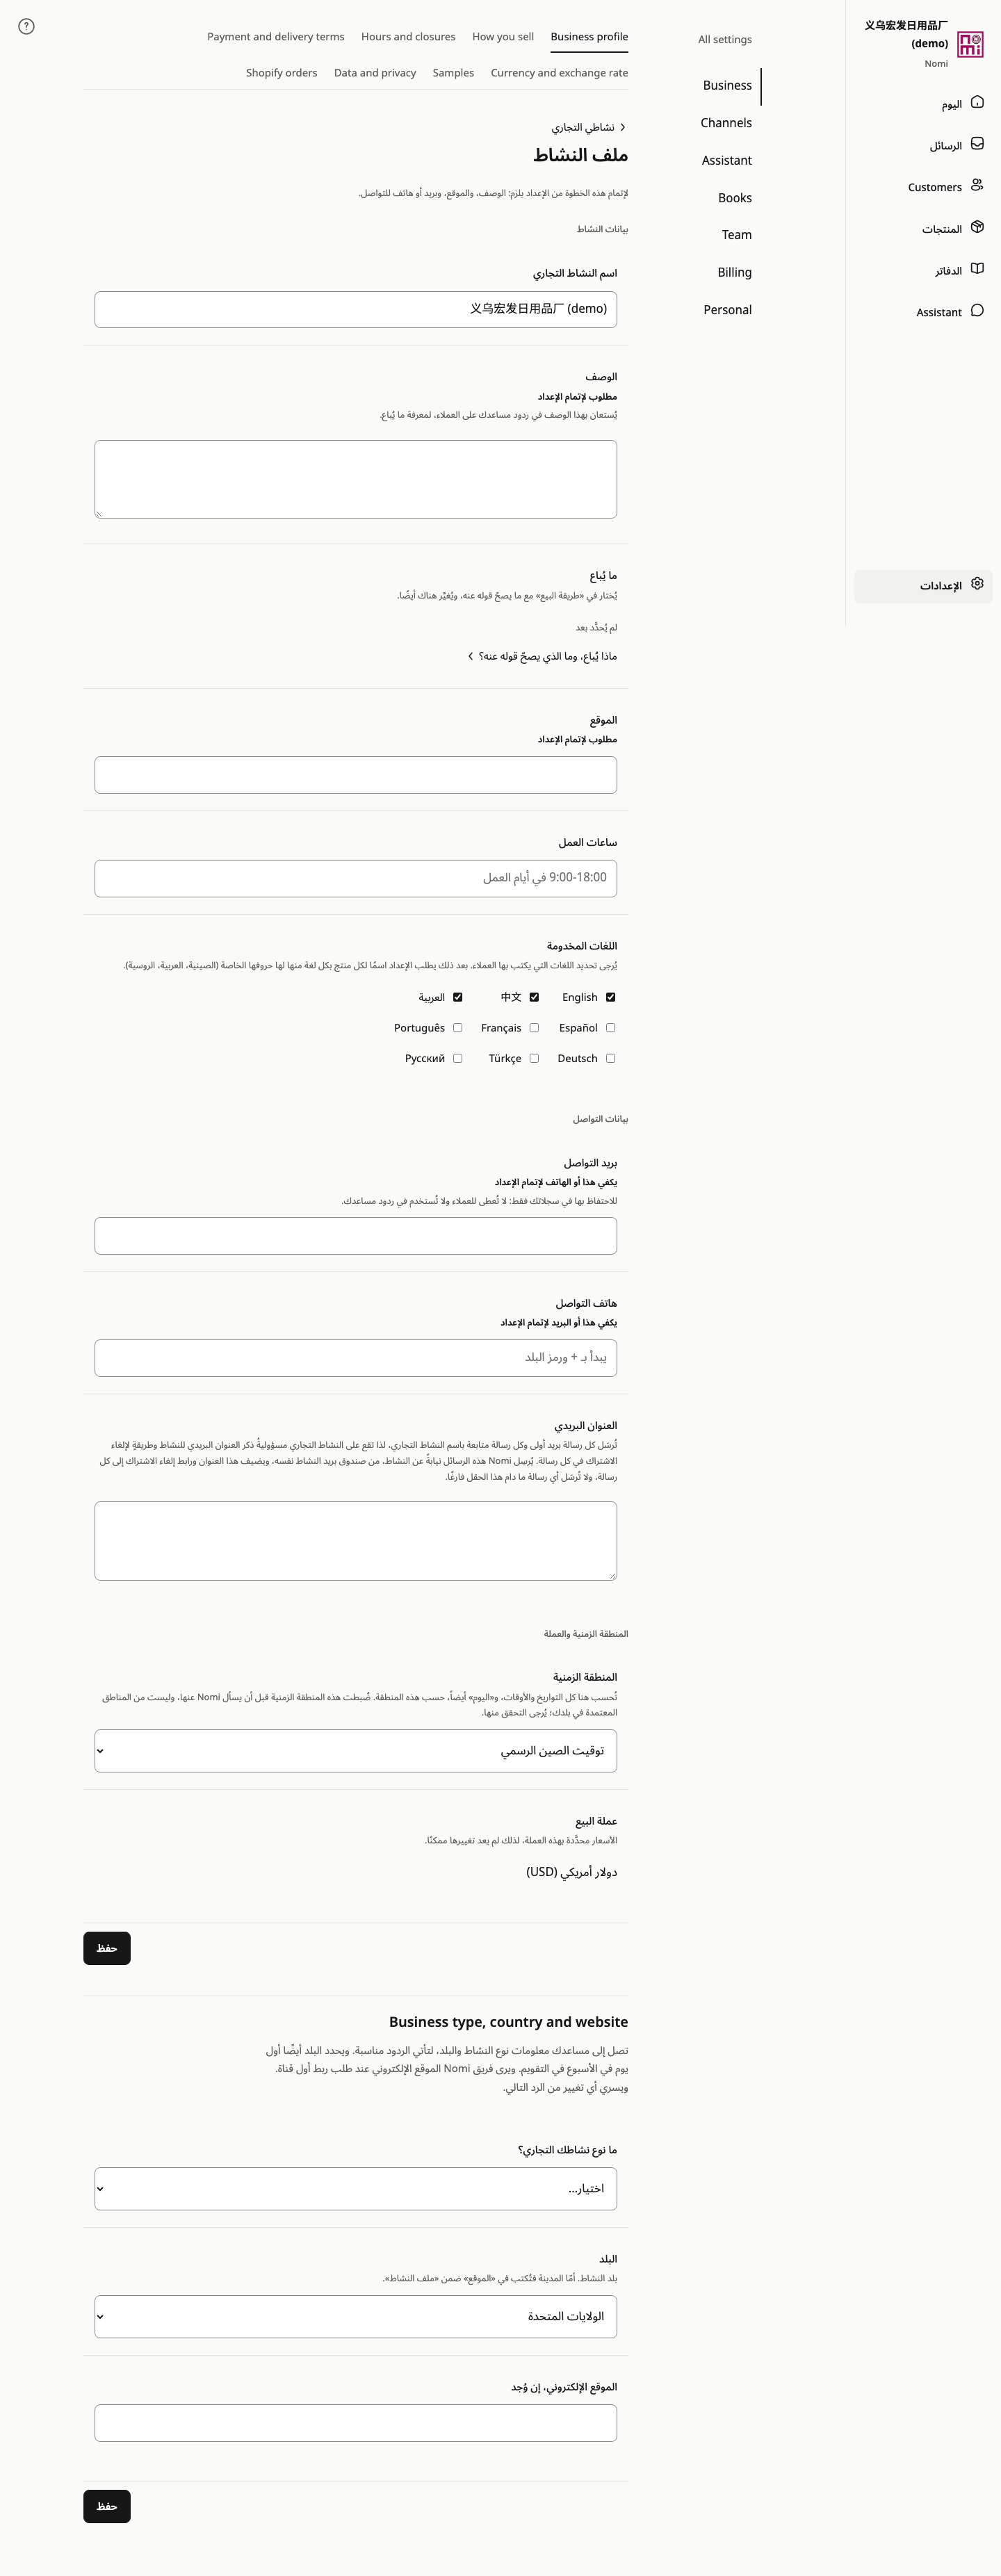 义乌宏发日用品厂
(demo)
Nomi
اليوم
الرسائل
Customers
المنتجات
الدفاتر
Assistant
الإعدادات
All settings
Business
Channels
Assistant
Books
Team
Billing
Personal
Business profile
How you sell
Hours and closures
Payment and delivery terms
Currency and exchange rate
Samples
Data and privacy
Shopify orders
نشاطي التجاري
ملف النشاط
لإتمام هذه الخطوة من الإعداد يلزم: الوصف، والموقع، وبريد أو هاتف للتواصل.
بيانات النشاط
اسم النشاط التجاري
义乌宏发日用品厂 (demo)
الوصف
مطلوب لإتمام الإعداد
يُستعان بهذا الوصف في ردود مساعدك على العملاء، لمعرفة ما يُباع.
ما يُباع
يُختار في «طريقة البيع» مع ما يصحّ قوله عنه، ويُغيَّر هناك أيضًا.
لم يُحدَّد بعد
ماذا يُباع، وما الذي يصحّ قوله عنه؟
الموقع
مطلوب لإتمام الإعداد
ساعات العمل
9:00-18:00 في أيام العمل
اللغات المخدومة
يُرجى تحديد اللغات التي يكتب بها العملاء. بعد ذلك يطلب الإعداد اسمًا لكل منتج بكل لغة منها لها حروفها الخاصة (الصينية، العربية، الروسية).
English
中文
العربية
Español
Français
Português
Deutsch
Türkçe
Русский
بيانات التواصل
بريد التواصل
يكفي هذا أو الهاتف لإتمام الإعداد
للاحتفاظ بها في سجلاتك فقط: لا تُعطى للعملاء ولا تُستخدم في ردود مساعدك.
هاتف التواصل
يكفي هذا أو البريد لإتمام الإعداد
يبدأ بـ + ورمز البلد
العنوان البريدي
تُرسَل كل رسالة بريد أولى وكل رسالة متابعة باسم النشاط التجاري، لذا تقع على النشاط التجاري مسؤوليةُ ذكر العنوان البريدي للنشاط وطريقةٍ لإلغاء
الاشتراك في كل رسالة. يُرسِل Nomi هذه الرسائل نيابةً عن النشاط، من صندوق بريد النشاط نفسه، ويضيف هذا العنوان ورابط إلغاء الاشتراك إلى كل
رسالة، ولا تُرسَل أي رسالة ما دام هذا الحقل فارغًا.
المنطقة الزمنية والعملة
المنطقة الزمنية
تُحسب هنا كل التواريخ والأوقات، و«اليوم» أيضاً، حسب هذه المنطقة. ضُبطت هذه المنطقة الزمنية قبل أن يسأل Nomi عنها، وليست من المناطق
المعتمدة في بلدك؛ يُرجى التحقق منها.
توقيت الصين الرسمي
عملة البيع
الأسعار محدَّدة بهذه العملة، لذلك لم يعد تغييرها ممكنًا.
دولار أمريكي (USD)
حفظ
Business type, country and website
تصل إلى مساعدك معلومات نوع النشاط والبلد، لتأتي الردود مناسبة. ويحدد البلد أيضًا أول
يوم في الأسبوع في التقويم. ويرى فريق Nomi الموقع الإلكتروني عند طلب ربط أول قناة.
ويسري أي تغيير من الرد التالي.
ما نوع نشاطك التجاري؟
اختيار…
البلد
بلد النشاط. أمّا المدينة فتُكتب في «الموقع» ضمن «ملف النشاط».
الولايات المتحدة
الموقع الإلكتروني، إن وُجد
حفظ